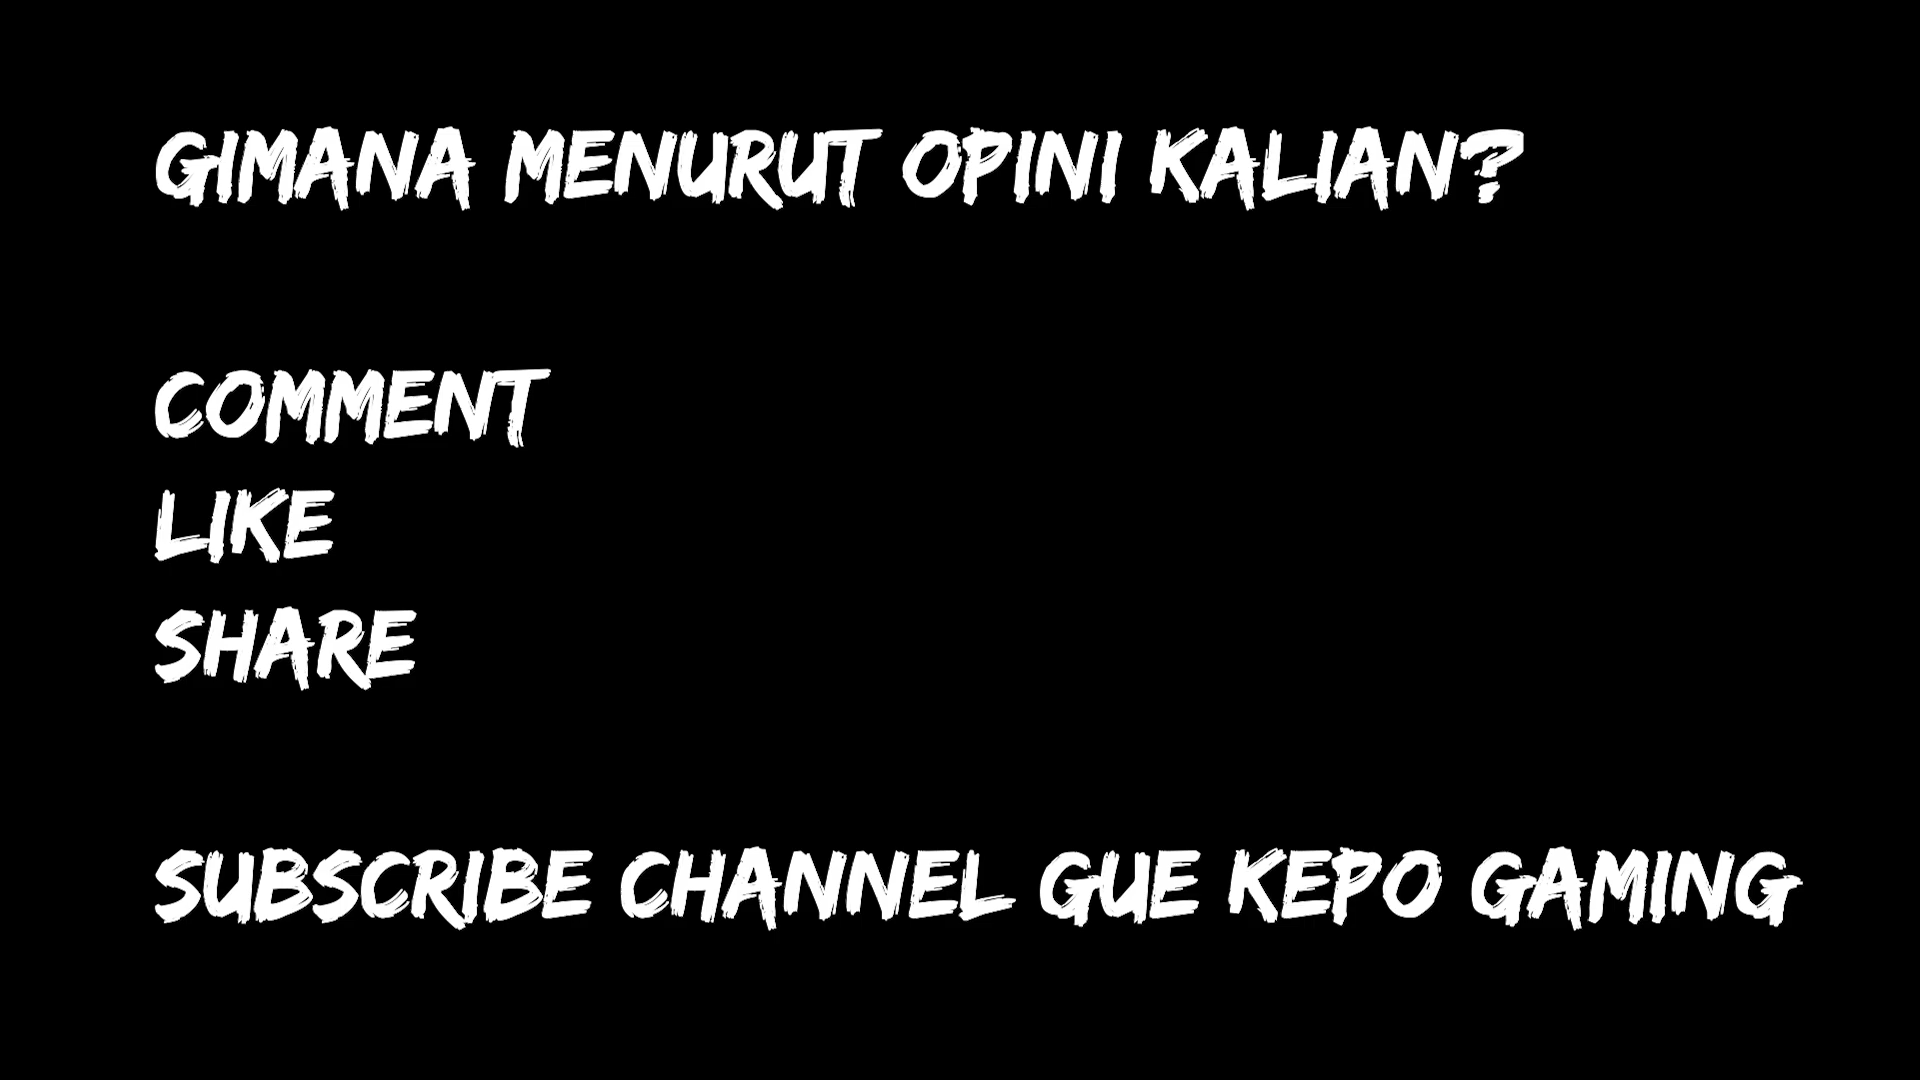 GIMANA MENURUT OPINI KALIAN?
COMMENT
LIKE
SHARE
SUBSCRIBE CHANNEL GUE KEPO GAMING